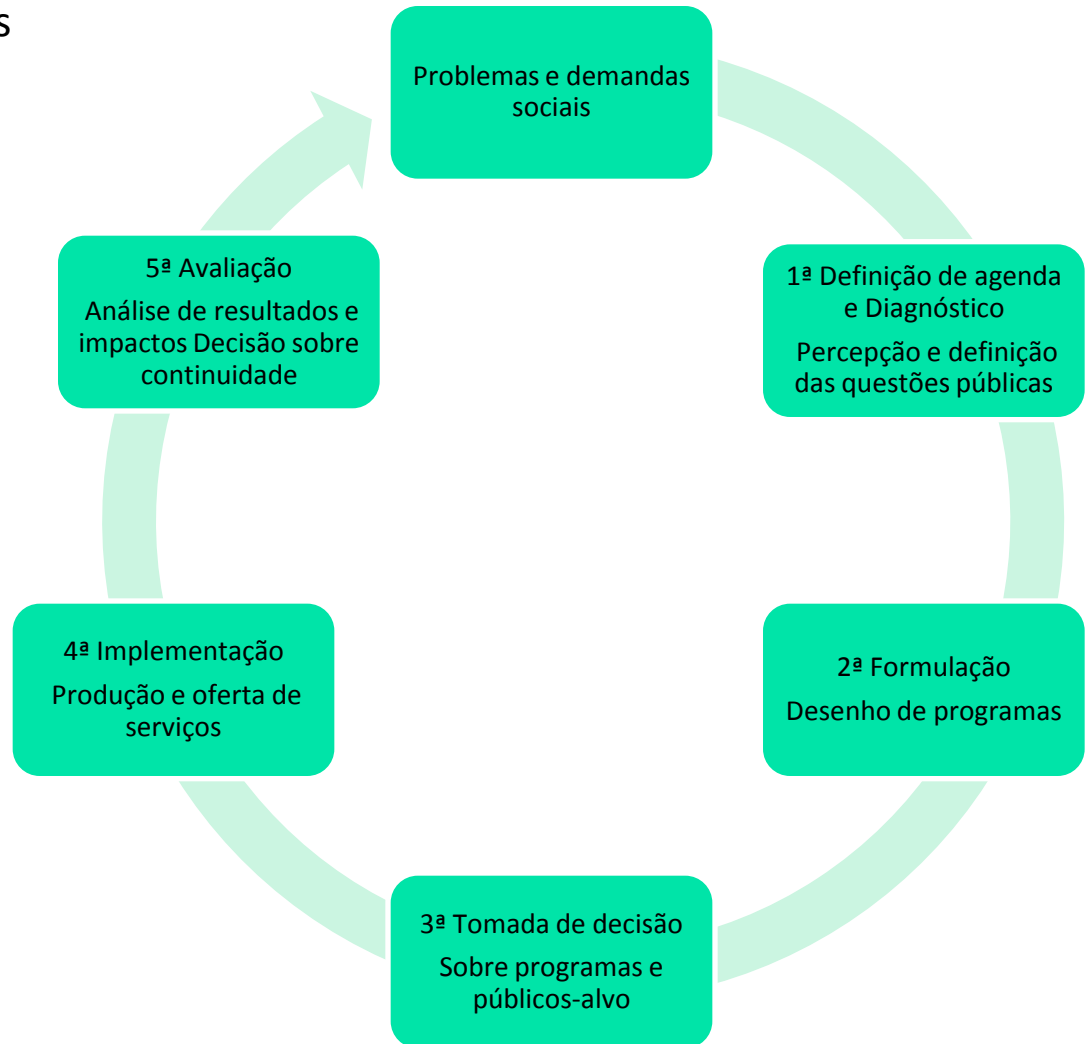 s
Problemas e demandas
sociais
1ª Definição de agenda
e Diagnóstico
Percepção e definição
das questões públicas
2ª Formulação
Desenho de programas
3ª Tomada de decisão
Sobre programas e
públicos-alvo
4ª Implementação
Produção e oferta de
serviços
5ª Avaliação
Análise de resultados e
impactos Decisão sobre
continuidade